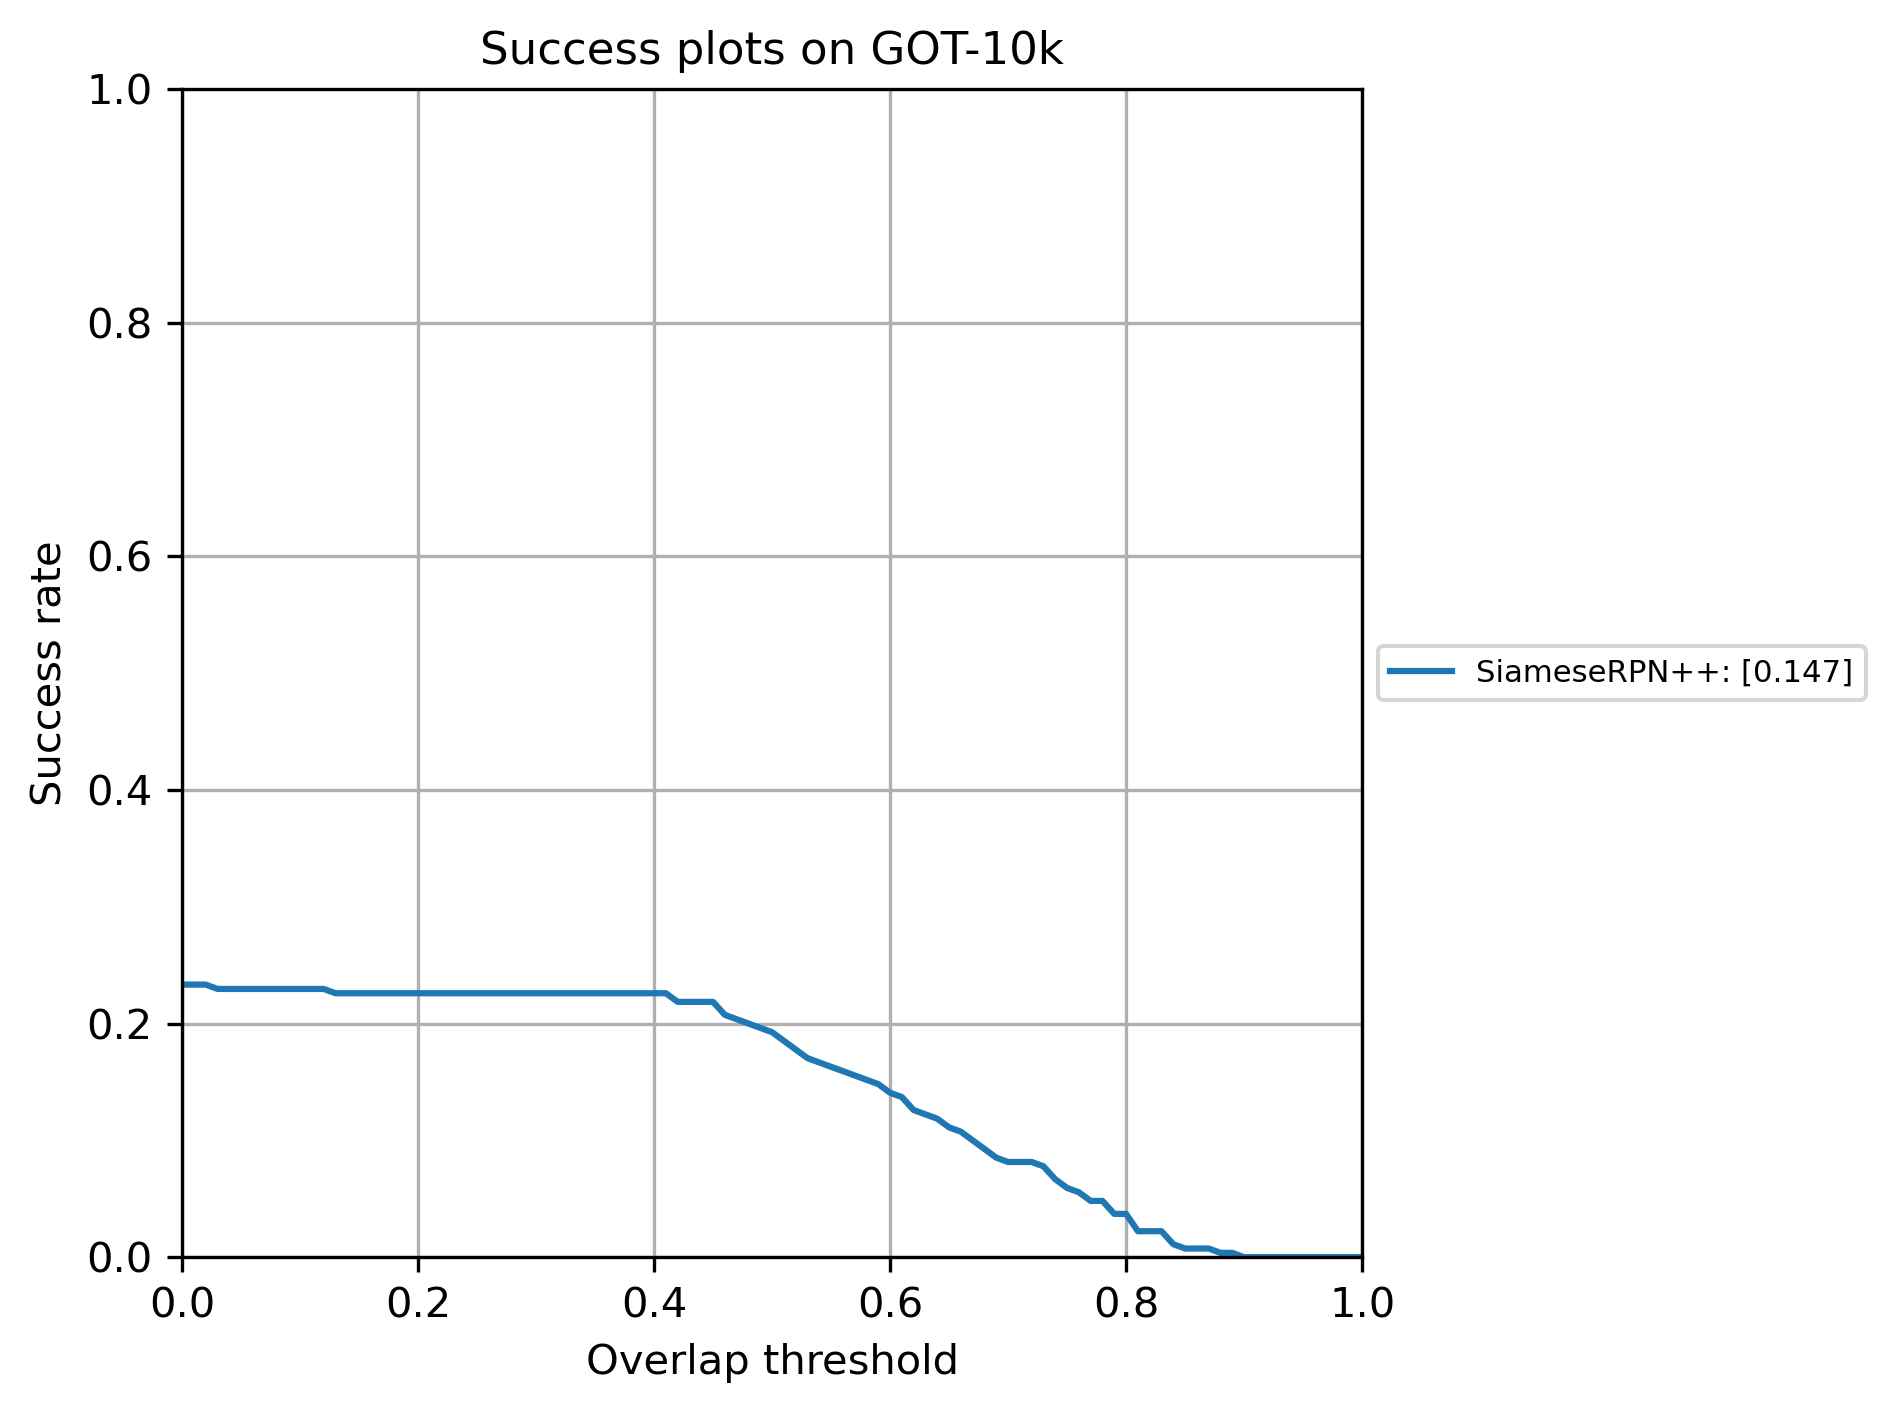 Success plots on GOT-10k
1.0
0.8
0.6
0.4
0.2
0.0
Success rate
0.0 0.2 0.4 0.6 0.8 1.0
Overlap threshold
SiameseRPN++: [0.147]